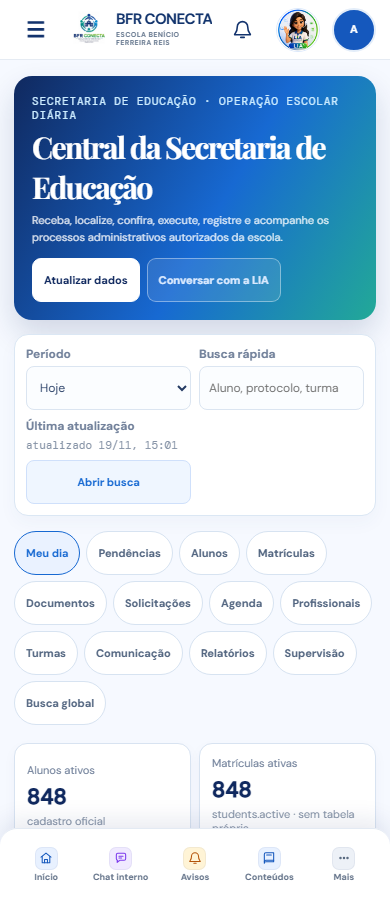 BFR CONECTA
ESCOLA BENÍCIO
FERREIRA REIS
BFR CONECTA
LIA
A
SECRETARIA DE EDUCAÇÃO · OPERAÇÃO ESCOLAR
DIÁRIA
Central da Secretaria de
Educação
Receba, localize, confira, execute, registre e acompanhe os
processos administrativos autorizados da escola.
Atualizar dados
Conversar com a LIA
Período
Busca rápida
Hoje
Aluno, protocolo, turma
Última atualização
atualizado 19/11, 15:01
Abrir busca
Meu dia
Pendências
Alunos
Matrículas
Documentos
Solicitações
Agenda
Profissionais
Turmas
Comunicação
Relatórios
Supervisão
Busca global
Alunos ativos
848
cadastro oficial
Matrículas ativas
848
students.active · sem tabela
própria
Início
Chat interno
Avisos
Conteúdos
Mais